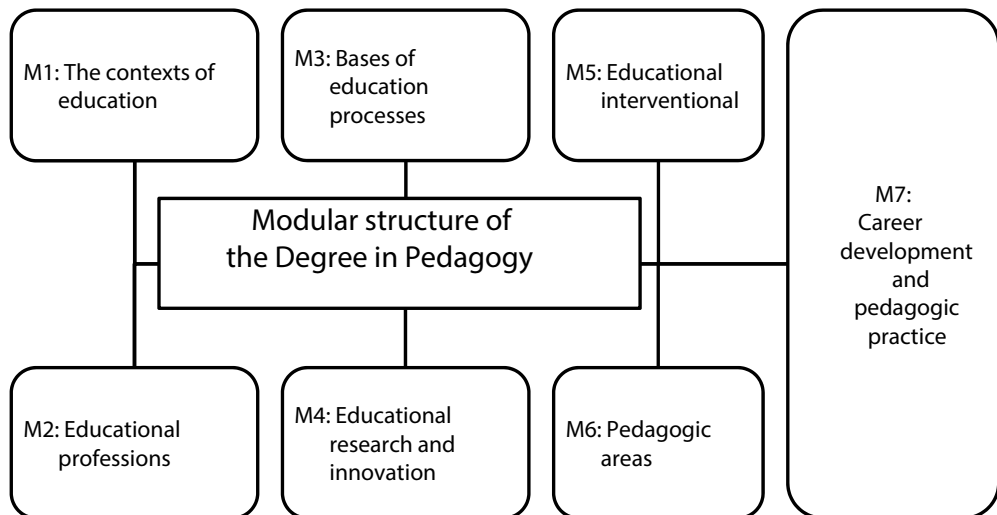 M1: The contexts of
education
M3: Bases of
education
processes
M5: Educational
interventional
Modular structure of
the Degree in Pedagogy
M7:
Career
development
and
pedagogic
practice
M2: Educational
professions
M4: Educational
research and
innovation
M6: Pedagogic
areas